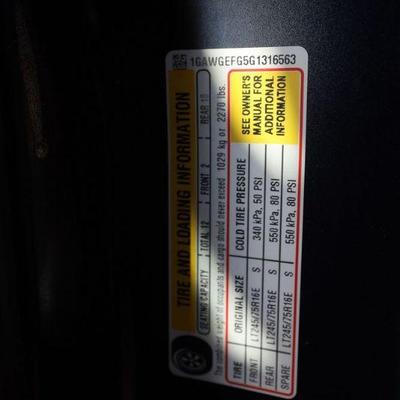 1GAWGEFG5G1316563
TIRE AND LOADING INFORMATION
SEATING CAPACITY TOTAL 12 FRONT 2 REAR 10
The combined weight of occupants and cargo should never exceed 1029 kg or 2270 lbs.
TIRE ORIGINAL SIZE COLD TIRE PRESSURE
FRONT LT245/75R16E S 340 kPa, 50 PSI
REAR LT245/75R16E S 550 kPa, 80 PSI
SPARE LT245/75R16E S 550 kPa, 80 PSI
SEE OWNER'S
MANUAL FOR
ADDITIONAL
INFORMATION